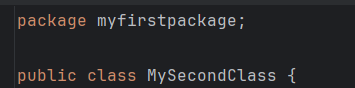 package myfirstpackage;
public class MySecondClass {